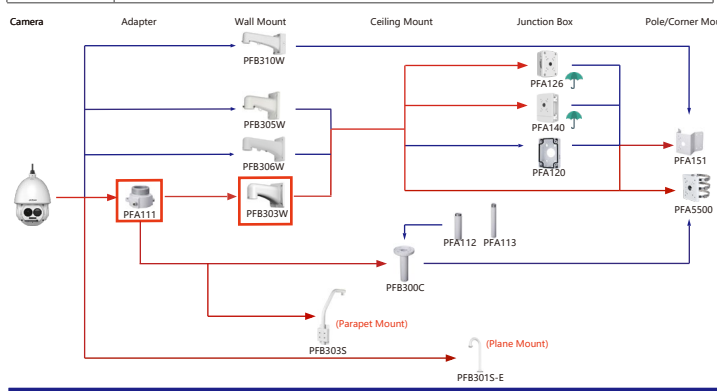 Camera Adapter Wall Mount Ceiling Mount Junction Box Pole/Corner Mou
PFB310W
PFA126
PFB305W
PFA140
PFB306W
PFA120
PFA151
PFA111
PFB303W
PFA5500
PFA112 PFA113
PFB300C
(Parapet Mount)
PFB303S
(Plane Mount)
PFB301S-E